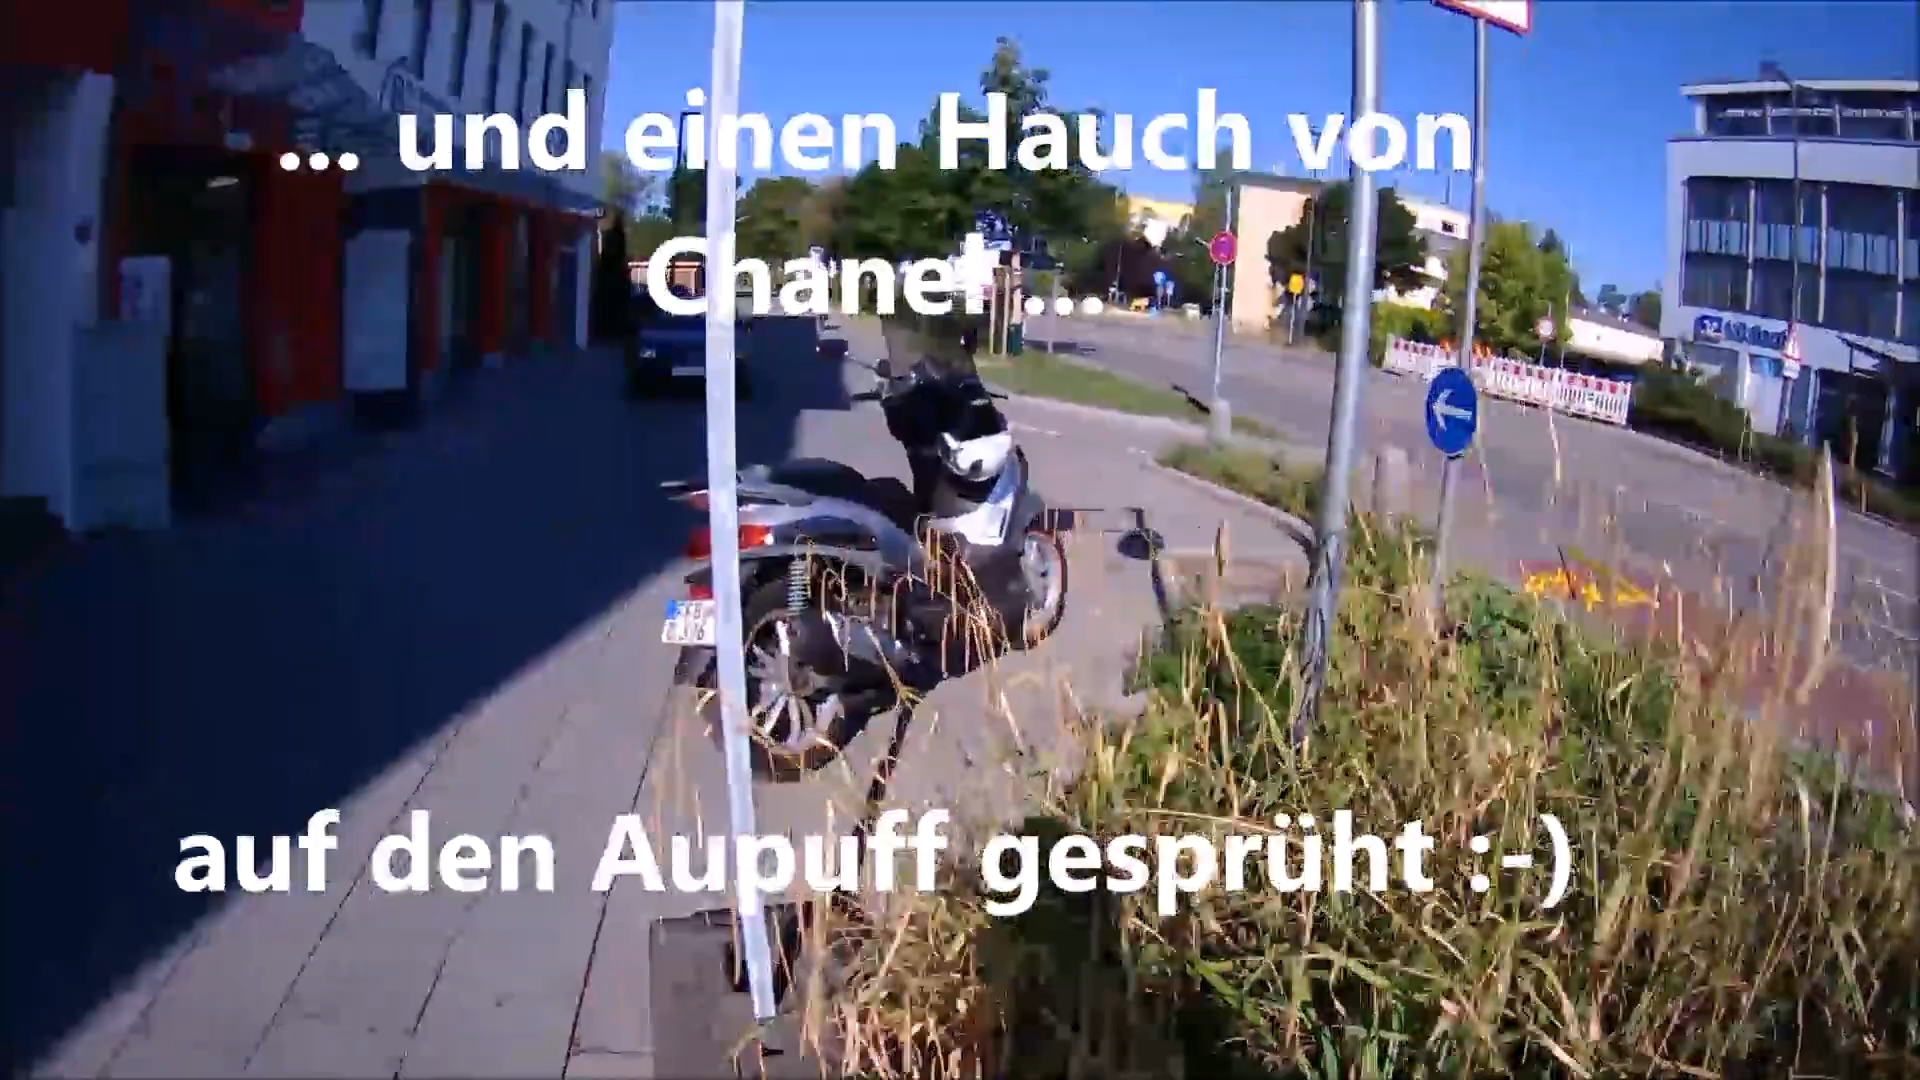 ... und einen Hauch von
Chanel ...
auf den Aupuff gesprüht :-)